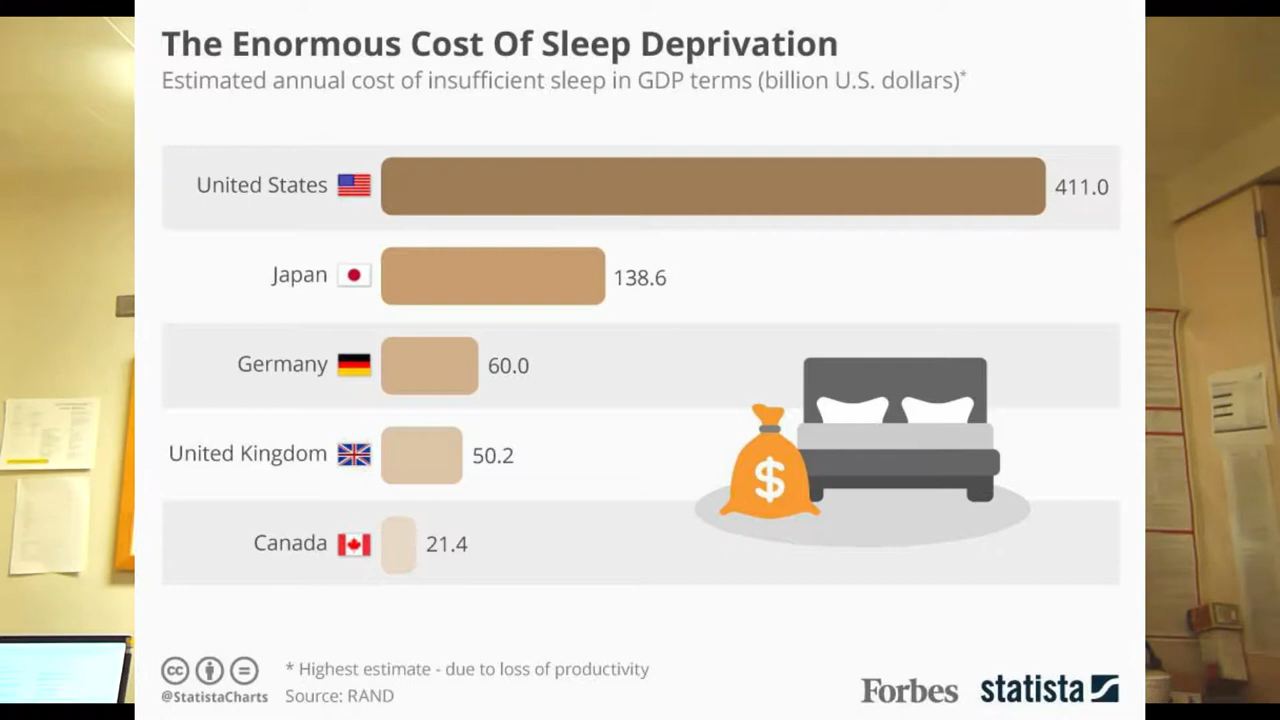 The Enormous Cost Of Sleep Deprivation
Estimated annual cost of insufficient sleep in GDP terms (billion U.S. dollars)*
United States 411.0
Japan 138.6
Germany 60.0
United Kingdom 50.2
Canada 21.4
$
@StatistaCharts
* Highest estimate - due to loss of productivity
Source: RAND
Forbes statista